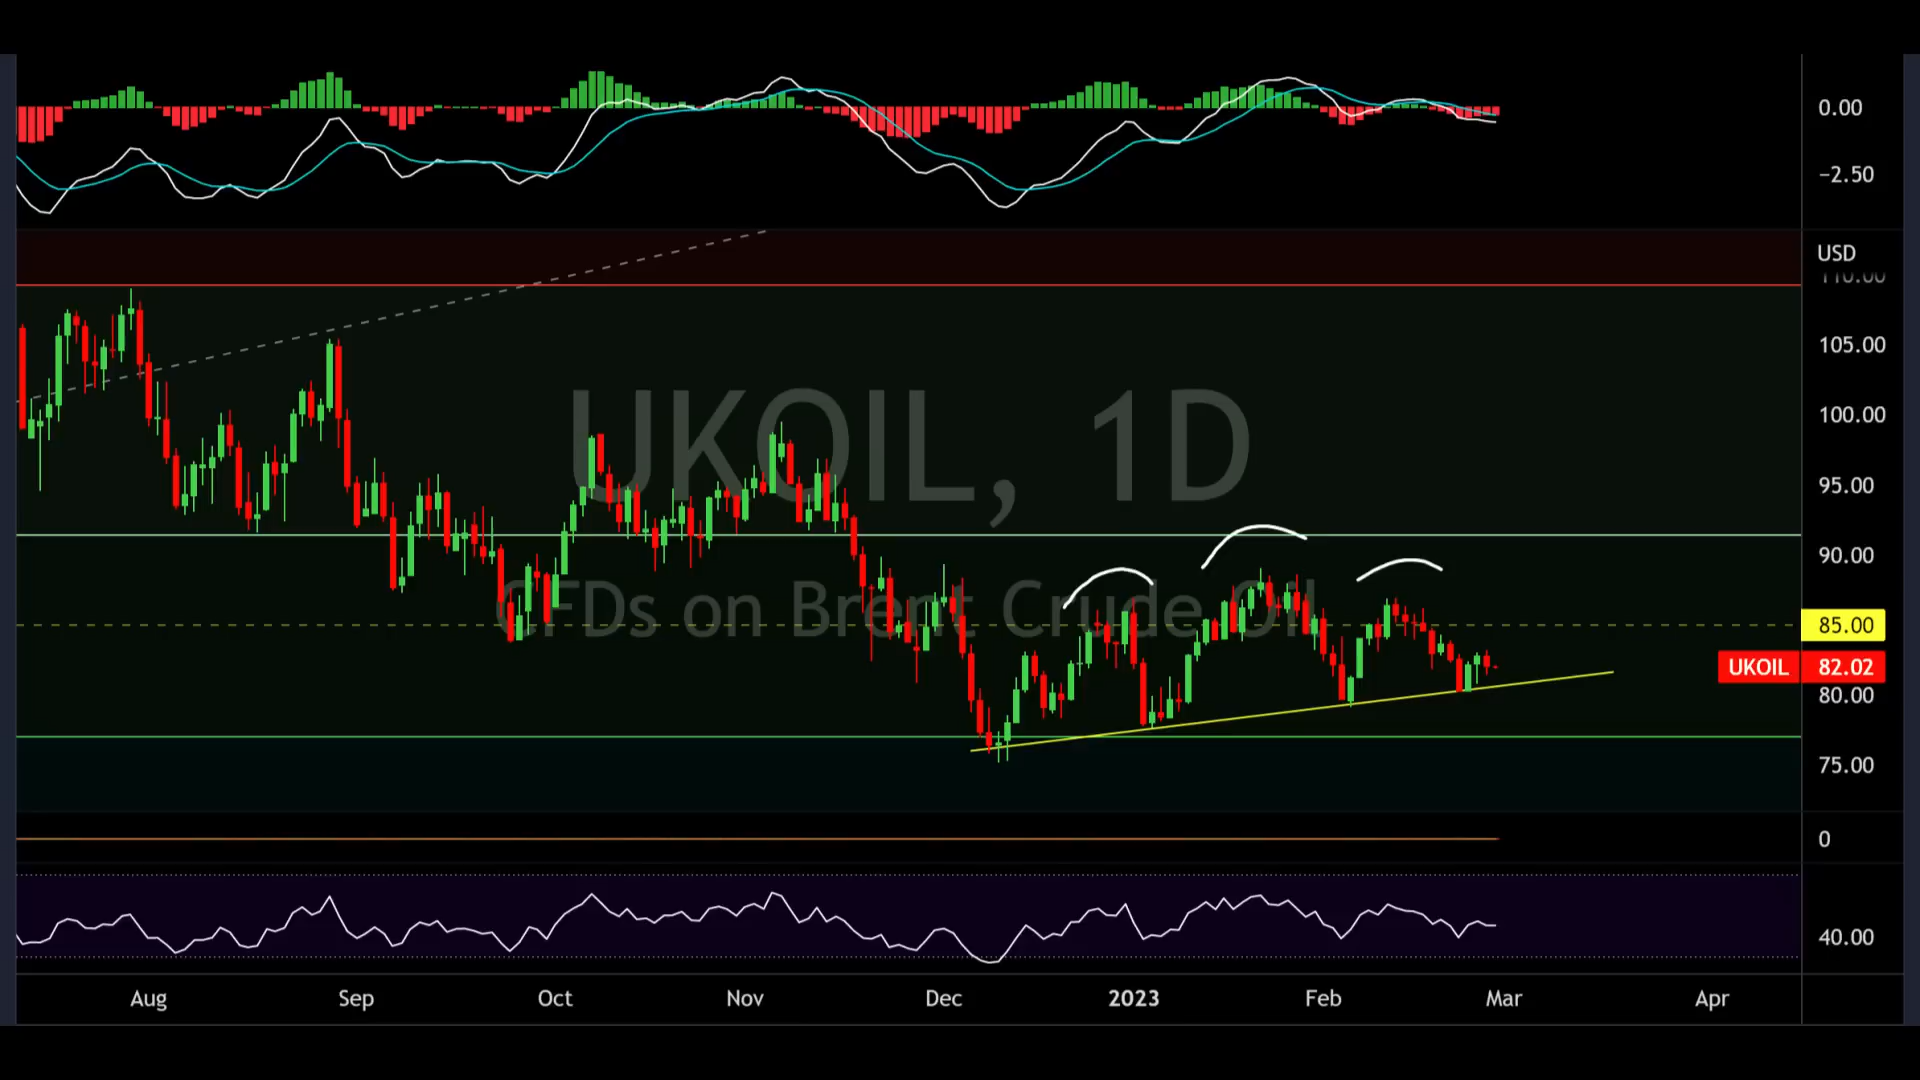 0.00
−2.50
USD
110.00
105.00
100.00
UKOIL, 1D
95.00
90.00
CFDs on Brent Crude Oil
85.00
UKOIL 82.02
80.00
75.00
0
40.00
Aug Sep Oct Nov Dec 2023 Feb Mar Apr